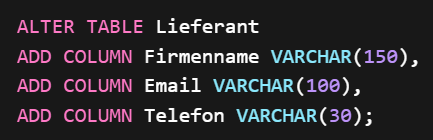 ALTER TABLE Lieferant
ADD COLUMN Firmenname VARCHAR(150),
ADD COLUMN Email VARCHAR(100),
ADD COLUMN Telefon VARCHAR(30);